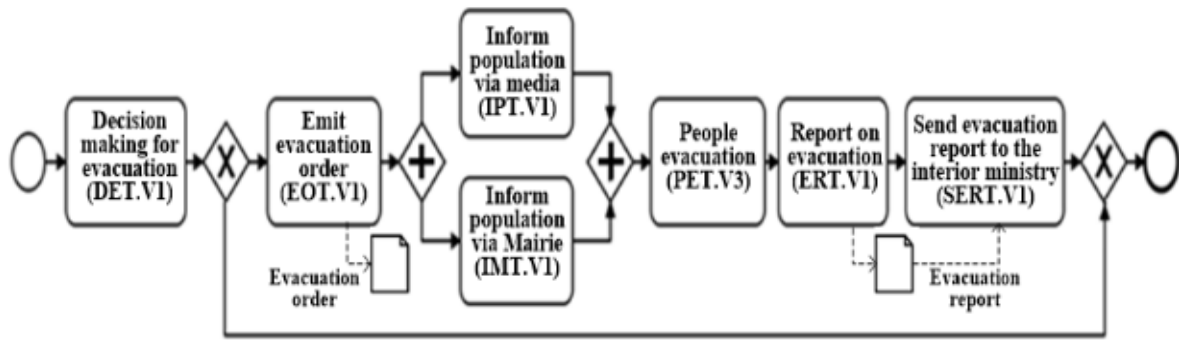 Decision
making for
evacuation
(DET.V1)
Emit
evacuation
order
(EOT.V1)
Evacuation
order
Inform
population
via media
(IPT.V1)
Inform
population
via Mairie
(IMT.V1)
People
evacuation
(PET.V3)
Report on
evacuation
(ERT.V1)
Send evacuation
report to the
interior ministry
(SERT.V1)
Evacuation
report